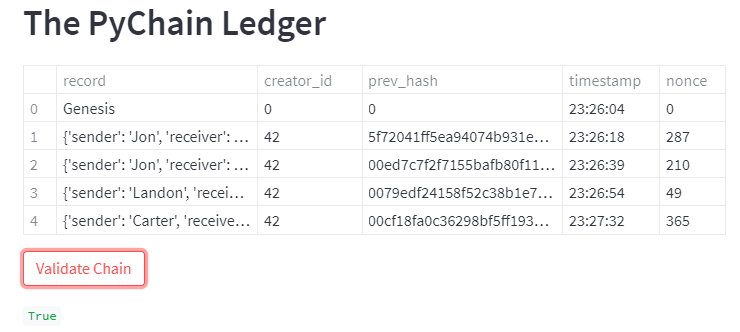 The PyChain Ledger
record creator_id prev_hash timestamp nonce
0 Genesis 0 0 23:26:04 0
1 {'sender': 'Jon', 'receiver': ... 42 5f72041ff5ea94074b931e... 23:26:18 287
2 {'sender': 'Jon', 'receiver': ... 42 00ed7c7f2f7155bafb80f11... 23:26:39 210
3 {'sender': 'Landon', 'recei... 42 0079edf24158f52c38b1e7... 23:26:54 49
4 {'sender': 'Carter', 'receive... 42 00cf18fa0c36298bf5ff193... 23:27:32 365
Validate Chain
True